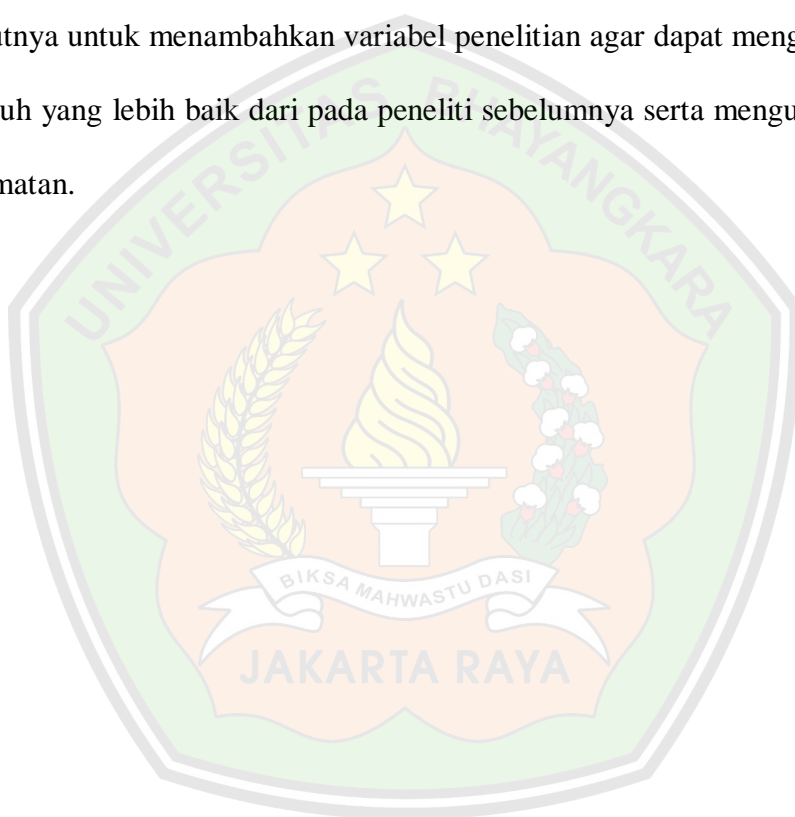 utnya untuk menambahkan variabel penelitian agar dapat meng
uh yang lebih baik dari pada peneliti sebelumnya serta mengu
matan.
UNIVERSITAS BHAYANGKARA
BIKSA MAHWASTU DASI
JAKARTA RAYA